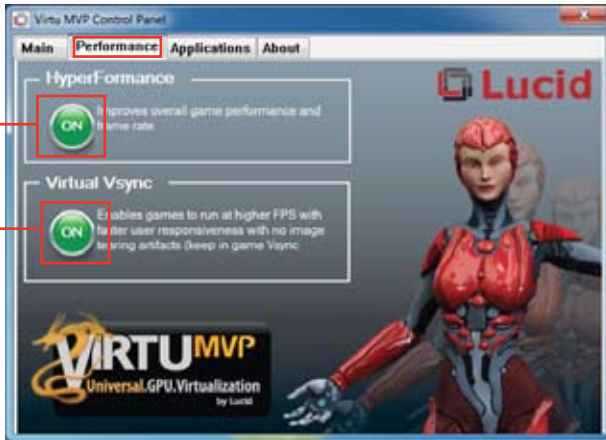 Virtu MVP Control Panel
Main Performance Applications About
HyperFormance
ON
Improves overall game performance and
frame rate
Lucid
Virtual Vsync
ON
Enables games to run at higher FPS with
faster user responsiveness with no image
tearing artifacts (keep in game Vsync
VIRTU MVP
Universal.GPU.Virtualization
by Lucid